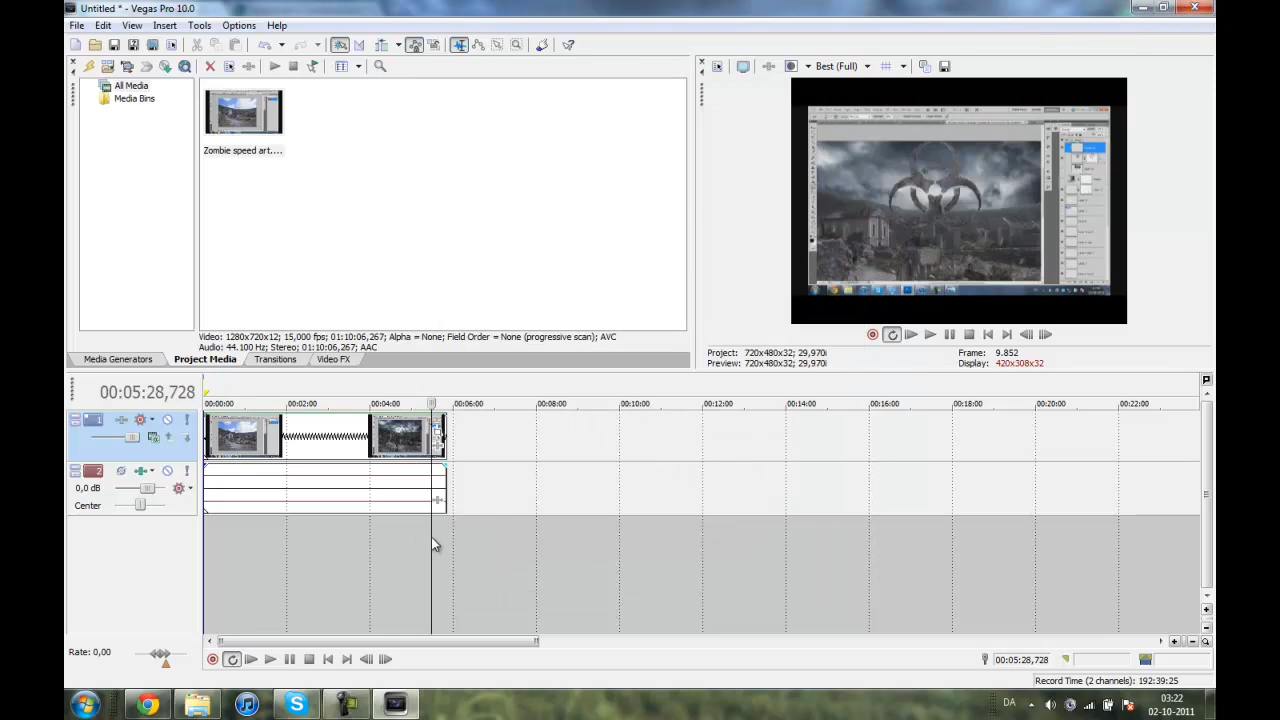 Untitled * - Vegas Pro 10.0
File Edit View Insert Tools Options Help
Best (Full)
All Media
Media Bins
Zombie speed art....
Video: 1280x720x12; 15,000 fps; 01:10:06,267; Alpha = None; Field Order = None (progressive scan); AVC
Audio: 44.100 Hz; Stereo; 01:10:06,267; AAC
Media Generators Project Media Transitions Video FX
Project: 720x480x32; 29,970i Frame: 9.852
Preview: 720x480x32; 29,970i Display: 420x308x32
00:05:28,728
00:00:00 00:02:00 00:04:00 00:06:00 00:08:00 00:10:00 00:12:00 00:14:00 00:16:00 00:18:00 00:20:00 00:22:00
1
2
0,0 dB
Center
Rate: 0,00
00:05:28,728
Record Time (2 channels): 192:39:25
DA
03:22
02-10-2011